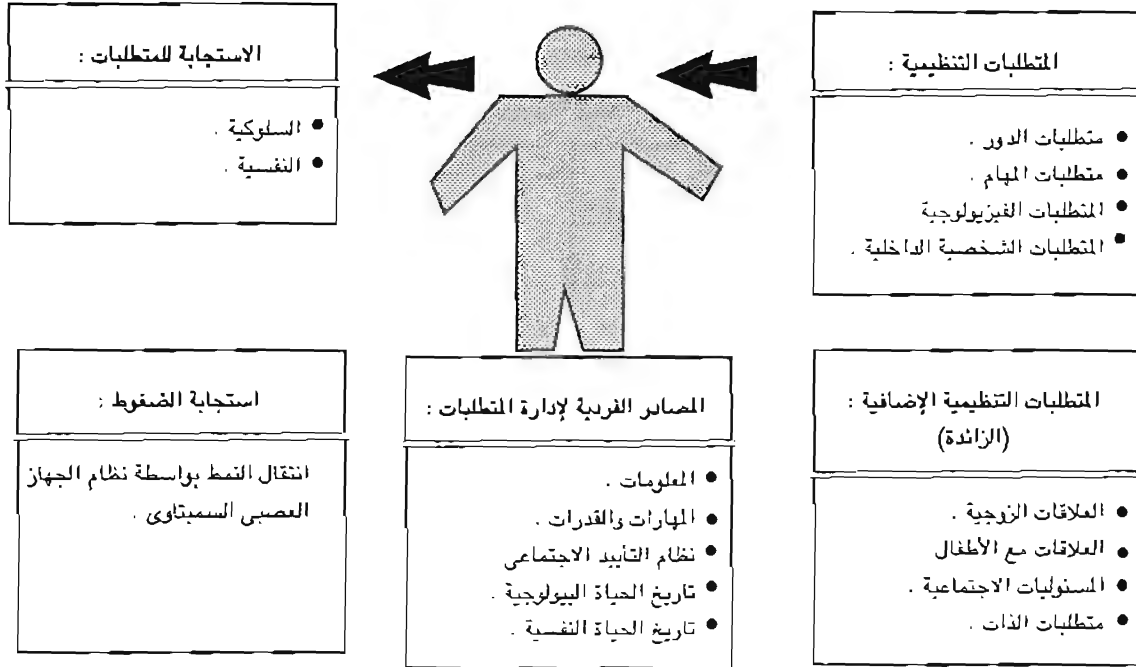 المتطلبات التنظيمية :
● متطلبات الدور .
● متطلبات المهام .
● المتطلبات الفيزيولوجية
● المتطلبات الشخصية الداخلية .
الاستجابة للمتطلبات :
● السلوكية .
● النفسية .
المتطلبات التنظيمية الإضافية :
(الزائدة)
● العلاقات الزوجية .
● العلاقات مع الأطفال
● المسئوليات الاجتماعية .
● متطلبات الذات .
المصادر الفردية لإدارة المتطلبات :
● المعلومات .
● المهارات والقدرات .
● نظام التأييد الاجتماعى
● تاريخ الحياة البيولوجية .
● تاريخ الحياة النفسية .
استجابة الضغوط :
انتقال النمط بواسطة نظام الجهاز
العصبى السمبتاوى .